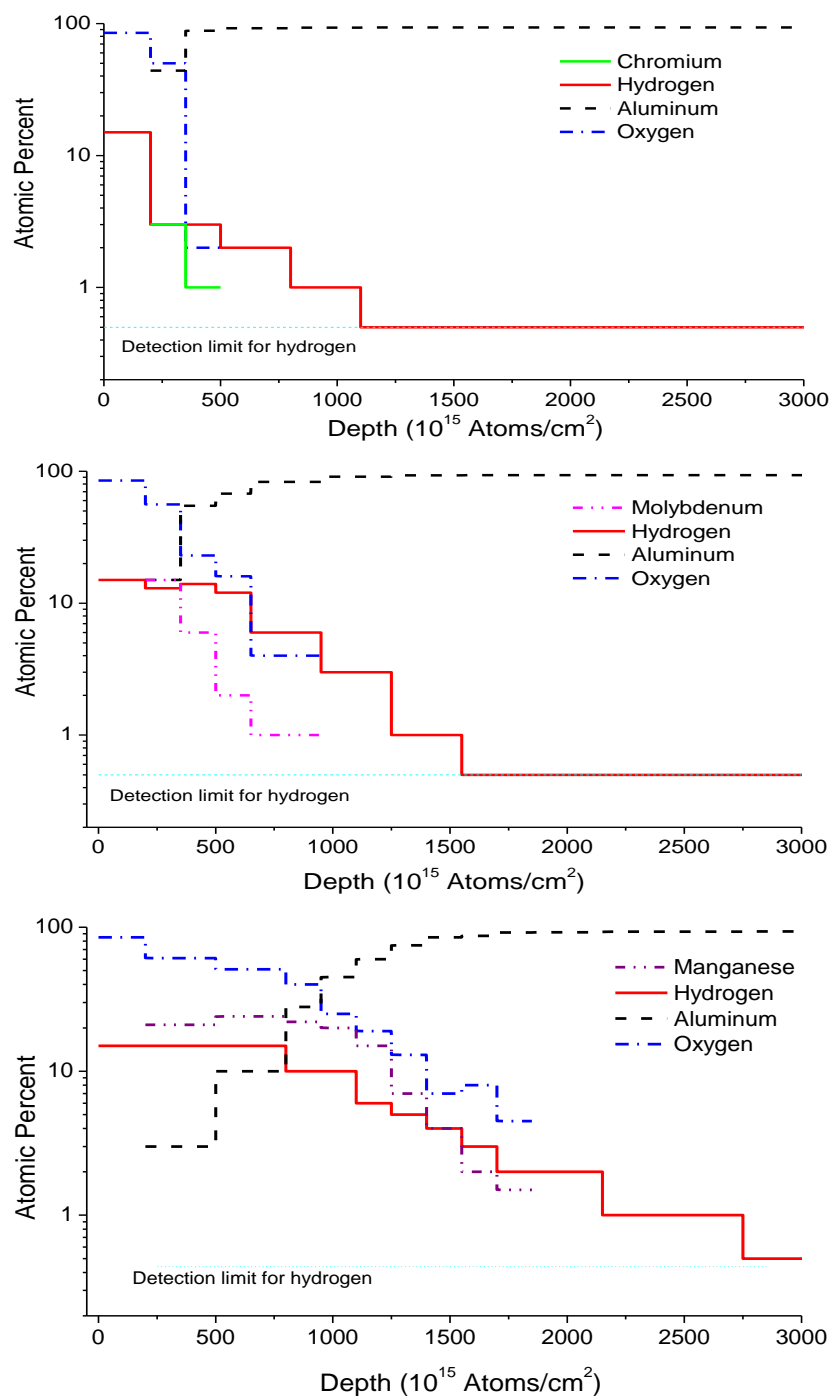 100
10
1
Atomic Percent
Chromium
Hydrogen
Aluminum
Oxygen
Detection limit for hydrogen
0 500 1000 1500 2000 2500 3000
Depth (10¹⁵ Atoms/cm²)
100
10
1
Atomic Percent
Molybdenum
Hydrogen
Aluminum
Oxygen
Detection limit for hydrogen
0 500 1000 1500 2000 2500 3000
Depth (10¹⁵ Atoms/cm²)
100
10
1
Atomic Percent
Manganese
Hydrogen
Aluminum
Oxygen
Detection limit for hydrogen
0 500 1000 1500 2000 2500 3000
Depth (10¹⁵ Atoms/cm²)